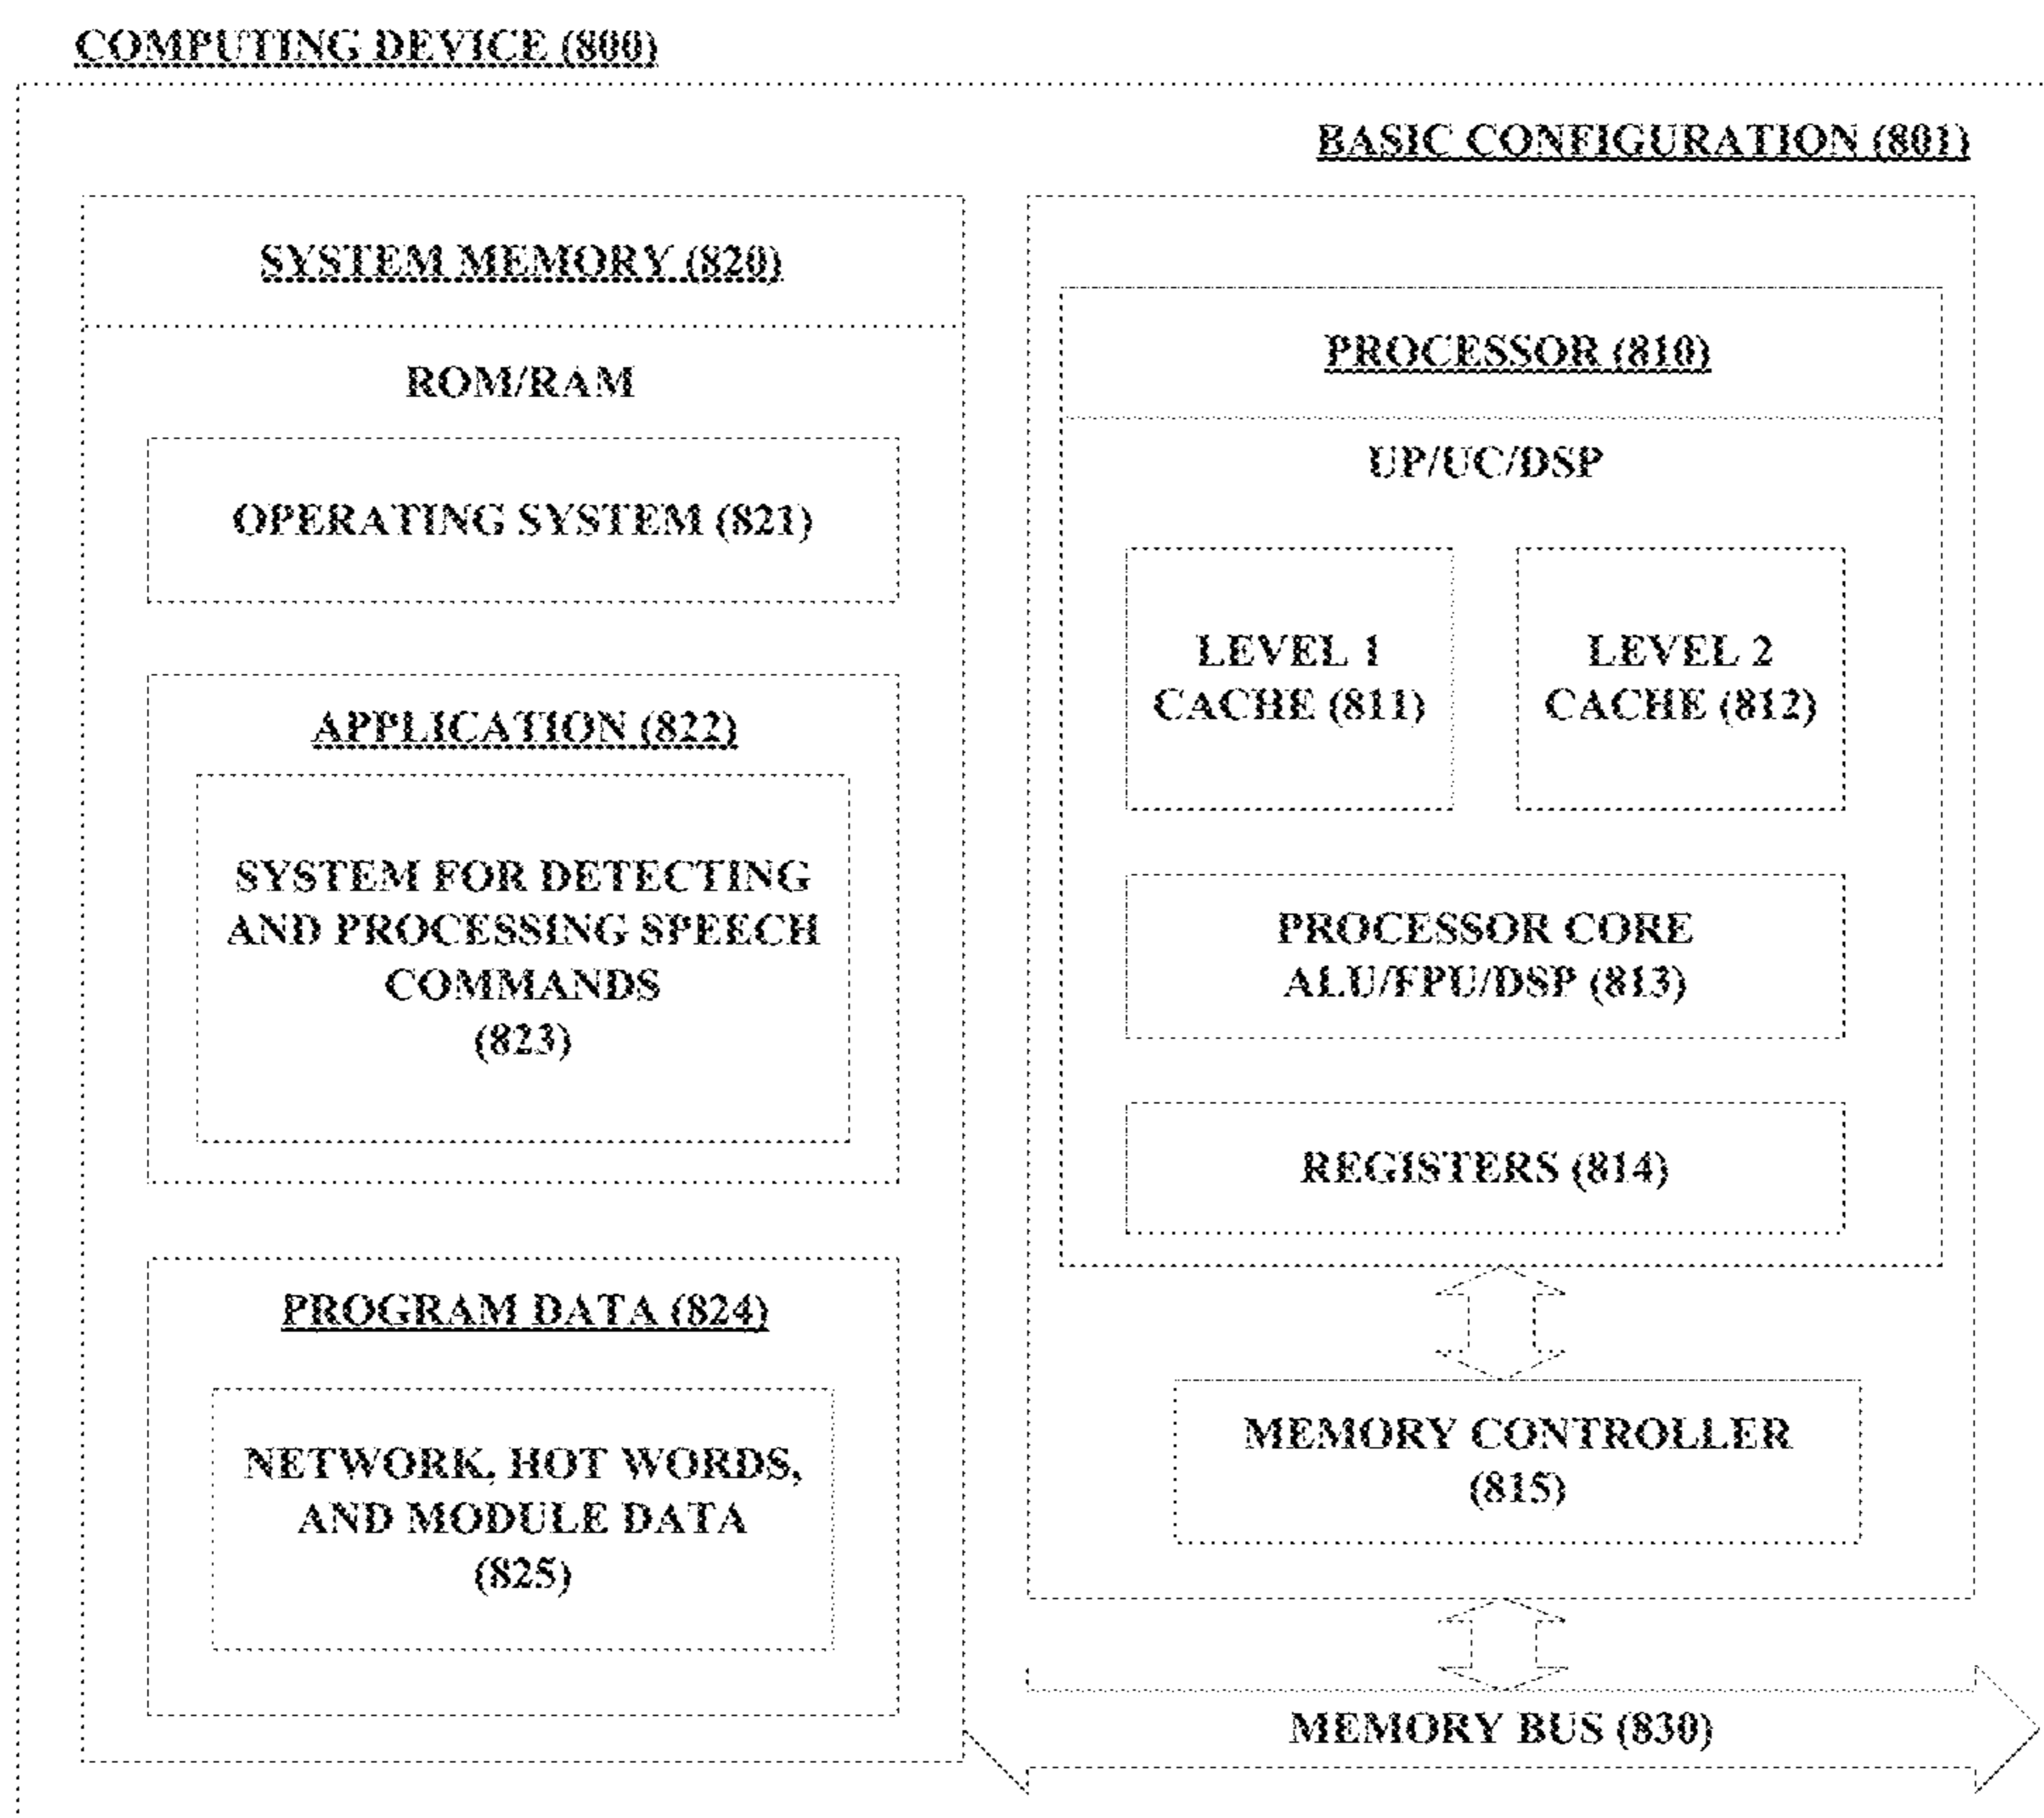 COMPUTING DEVICE (800)
BASIC CONFIGURATION (801)
SYSTEM MEMORY (820)
ROM/RAM
OPERATING SYSTEM (821)
APPLICATION (822)
SYSTEM FOR DETECTING
AND PROCESSING SPEECH
COMMANDS
(823)
PROGRAM DATA (824)
NETWORK, HOT WORDS,
AND MODULE DATA
(825)
PROCESSOR (810)
UP/UC/DSP
LEVEL 1
CACHE (811)
LEVEL 2
CACHE (812)
PROCESSOR CORE
ALU/FPU/DSP (813)
REGISTERS (814)
MEMORY CONTROLLER
(815)
MEMORY BUS (830)